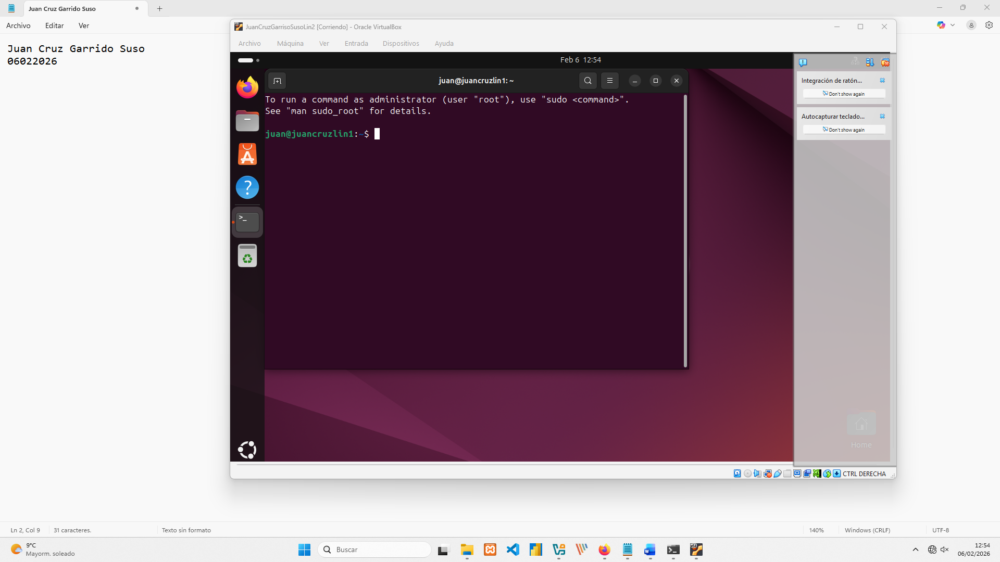 Juan Cruz Garrido Suso
Archivo Editar Ver
Juan Cruz Garrido Suso
06022026
JuanCruzGarrisoSusoLin2 [Corriendo] - Oracle VirtualBox
Archivo Máquina Ver Entrada Dispositivos Ayuda
Feb 6 12:54
juan@juancruzlin1: ~
To run a command as administrator (user "root"), use "sudo <command>".
See "man sudo_root" for details.
juan@juancruzlin1:~$
Integración de ratón...
Don't show again
Autocapturar teclado...
Don't show again
Home
CTRL DERECHA
Ln 2, Col 9 31 caracteres. Texto sin formato 140% Windows (CRLF) UTF-8
9°C
Mayorm. soleado
Buscar
12:54
06/02/2026